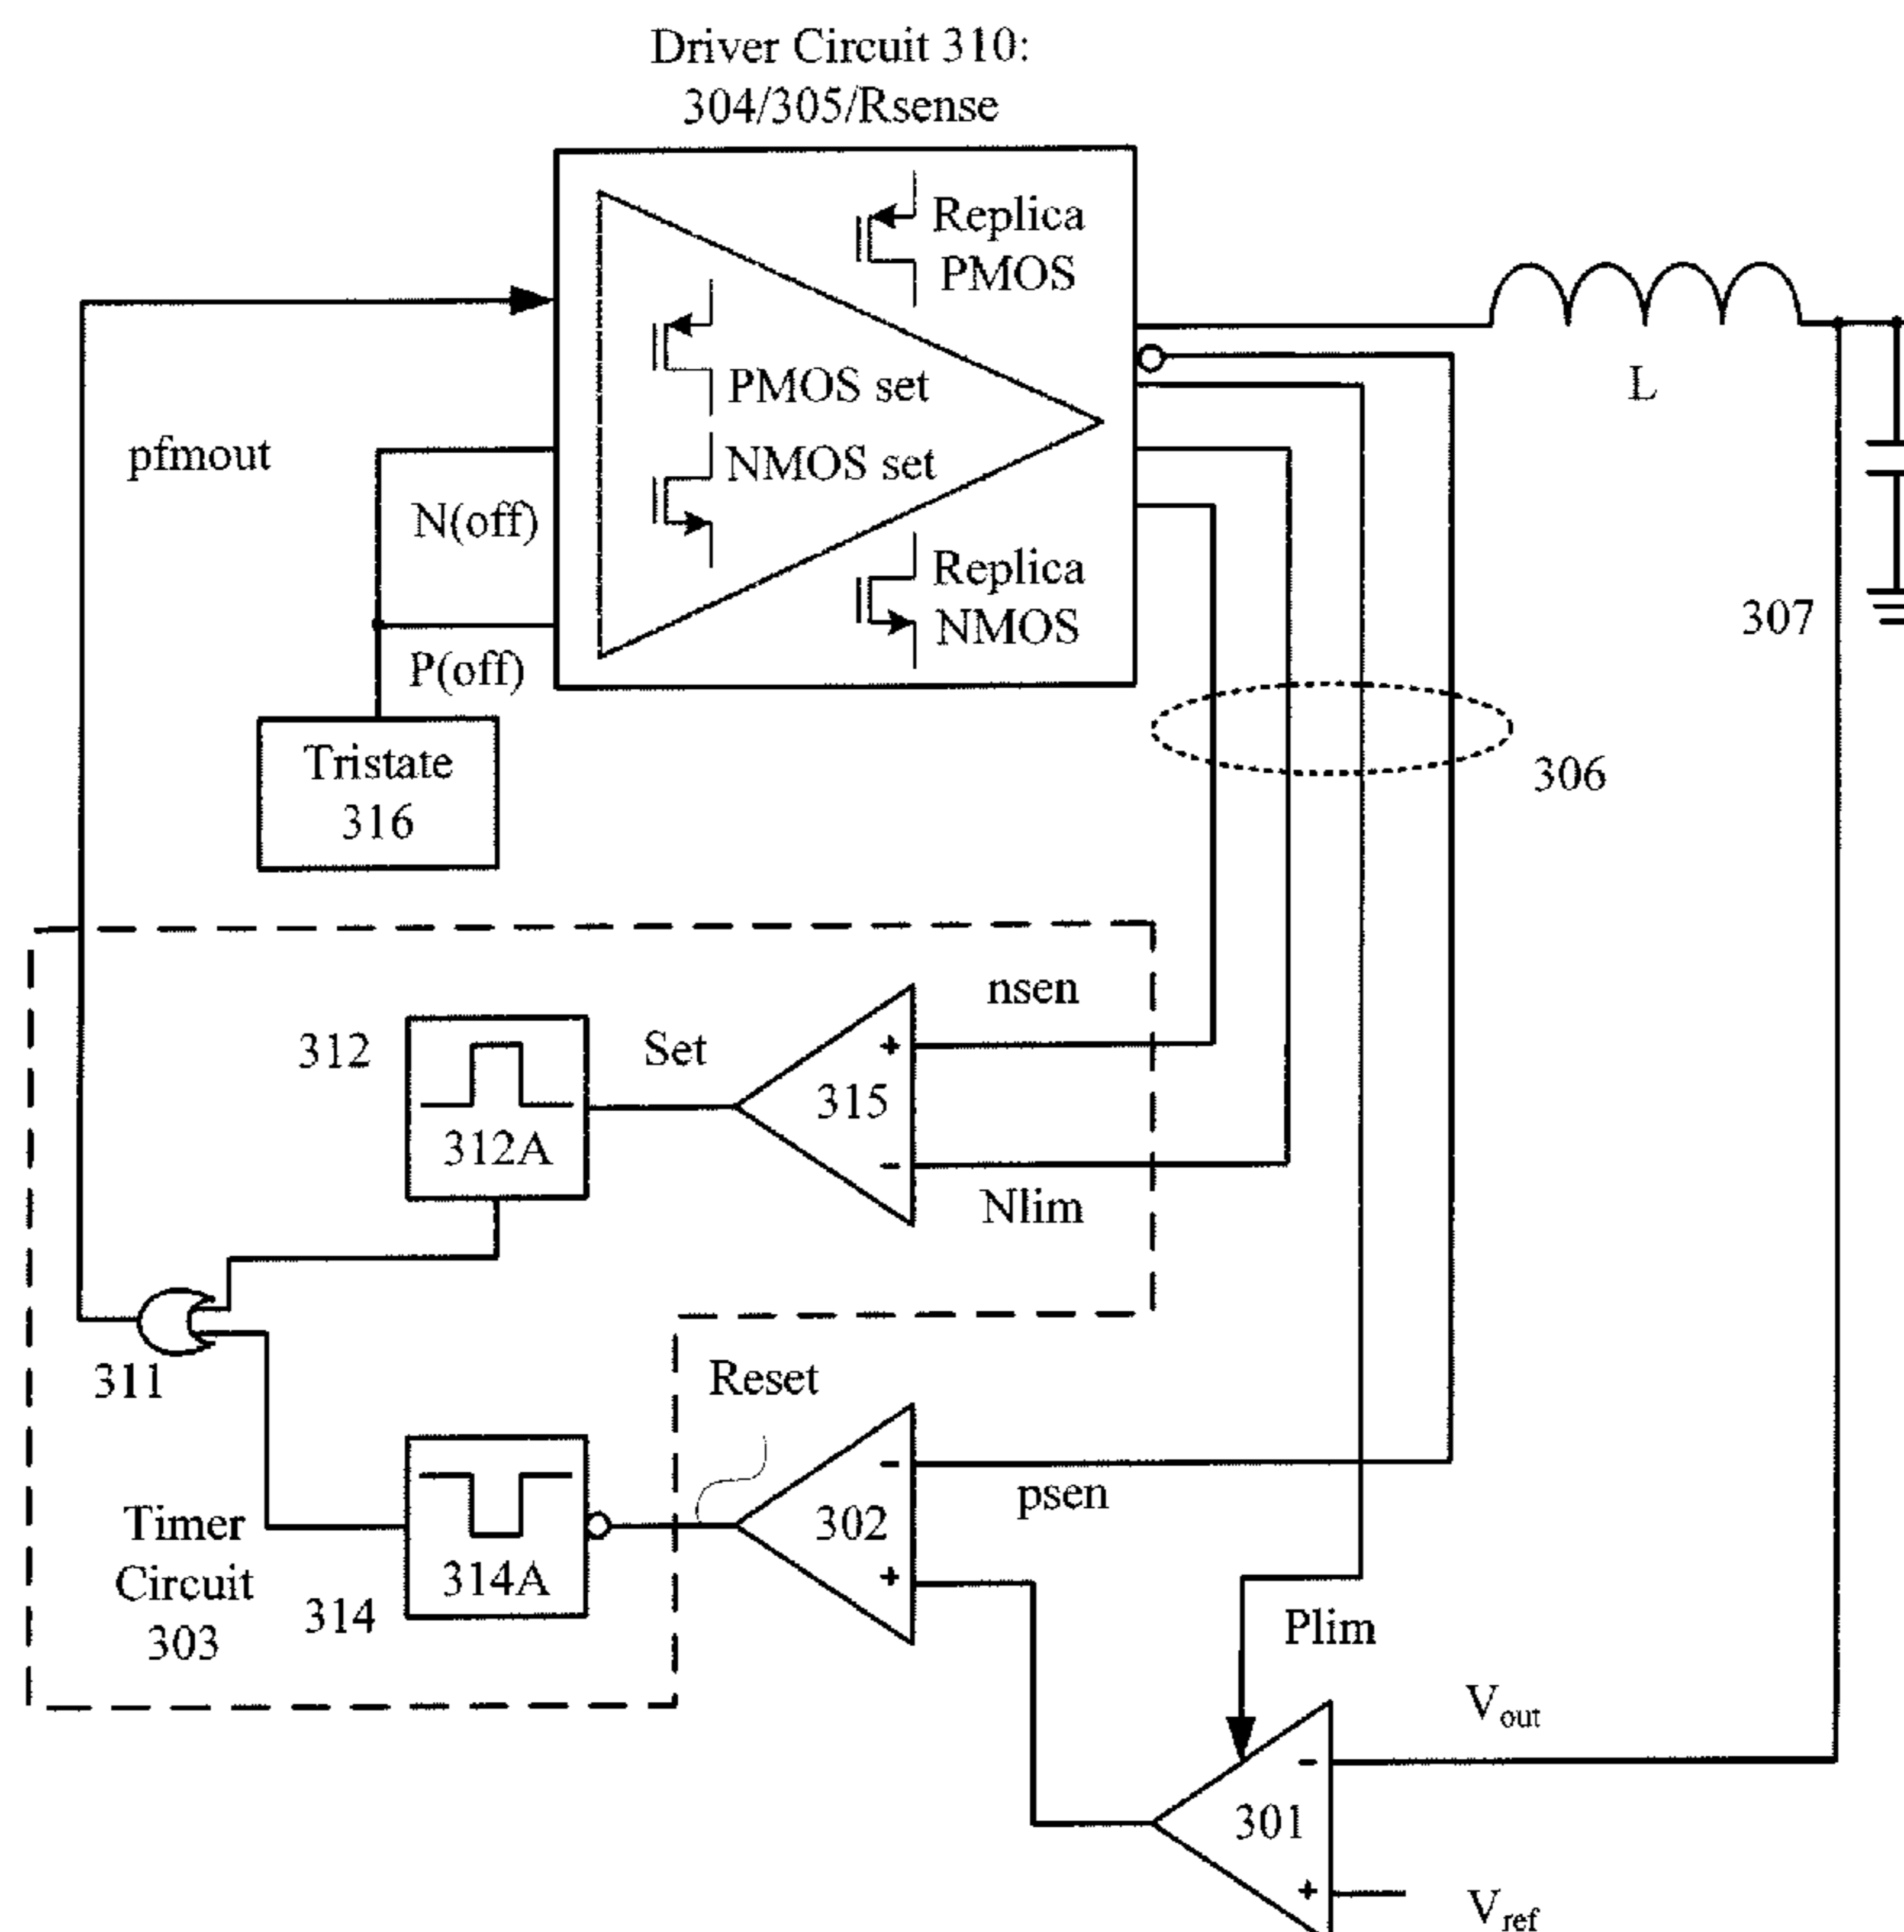 Driver Circuit 310:
304/305/Rsense
Replica
PMOS
PMOS set
NMOS set
Replica
NMOS
pfmout
N(off)
P(off)
L
307
306
Tristate
316
nsen
+
315
-
Nlim
Set
312
312A
311
Reset
-
302
+
psen
314A
314
Timer
Circuit
303
Plim
Vout
-
301
+
Vref